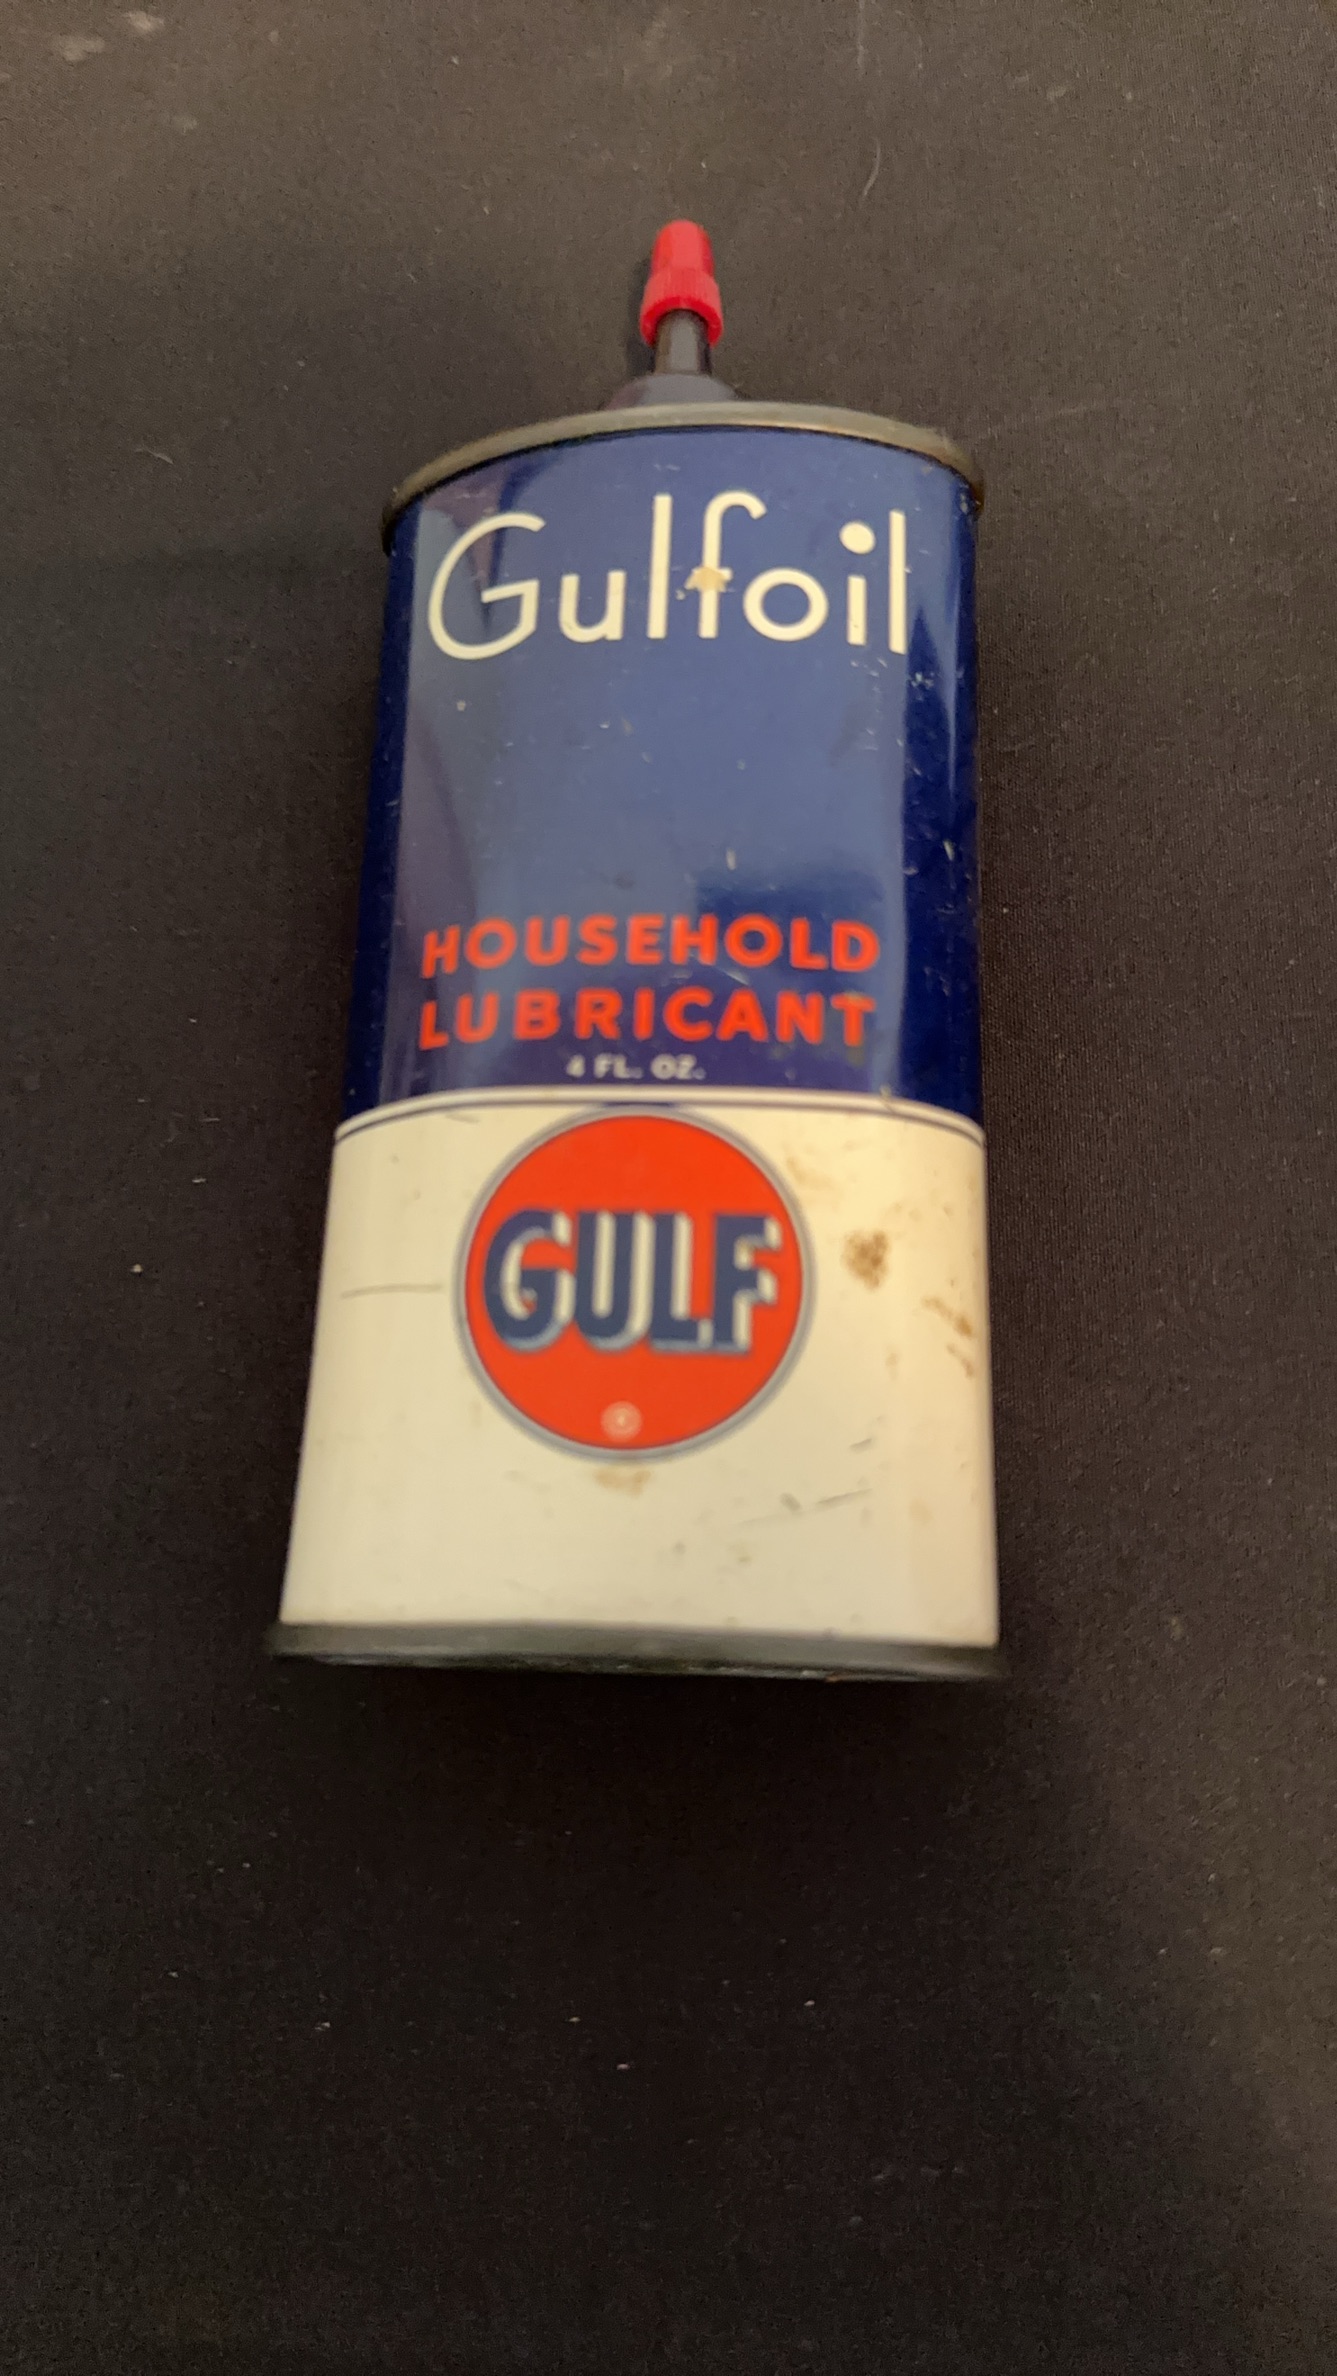 Gulfoil
HOUSEHOLD
LUBRICANT
4 FL. OZ.
GULF